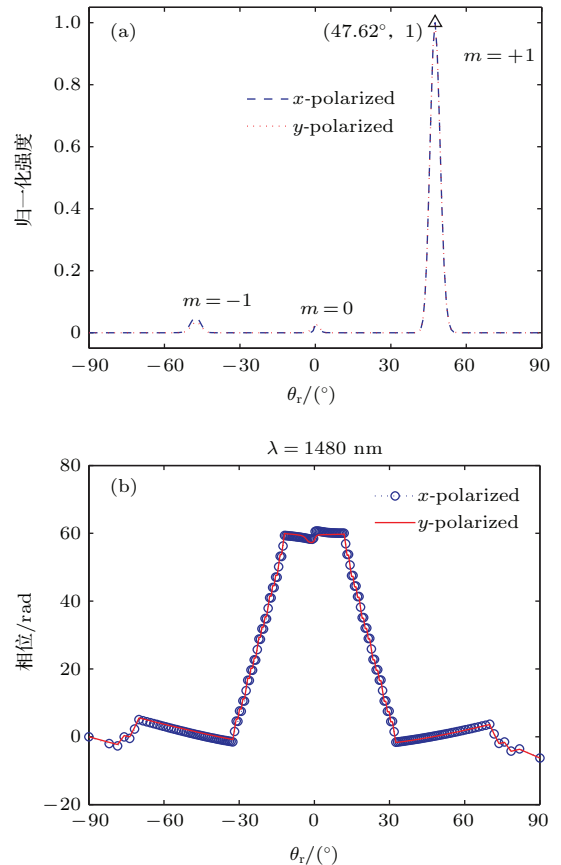 (a)
(47.62°, 1)
m = +1
x-polarized
y-polarized
m = −1
m = 0
归一化强度
1.0
0.8
0.6
0.4
0.2
0
−90 −60 −30 0 30 60 90
θr/(°)
λ = 1480 nm
(b)
x-polarized
y-polarized
相位/rad
80
60
40
20
0
−20
−90 −60 −30 0 30 60 90
θr/(°)